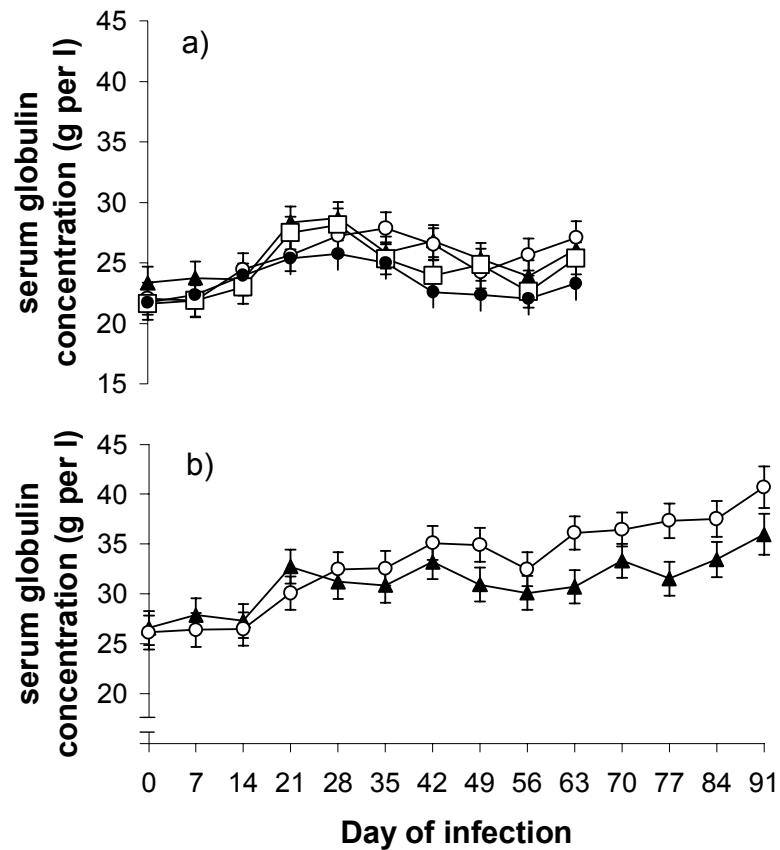 a)
serum globulin
concentration (g per l)
45
40
35
30
25
20
15
b)
serum globulin
concentration (g per l)
45
40
35
30
25
20
0 7 14 21 28 35 42 49 56 63 70 77 84 91
Day of infection